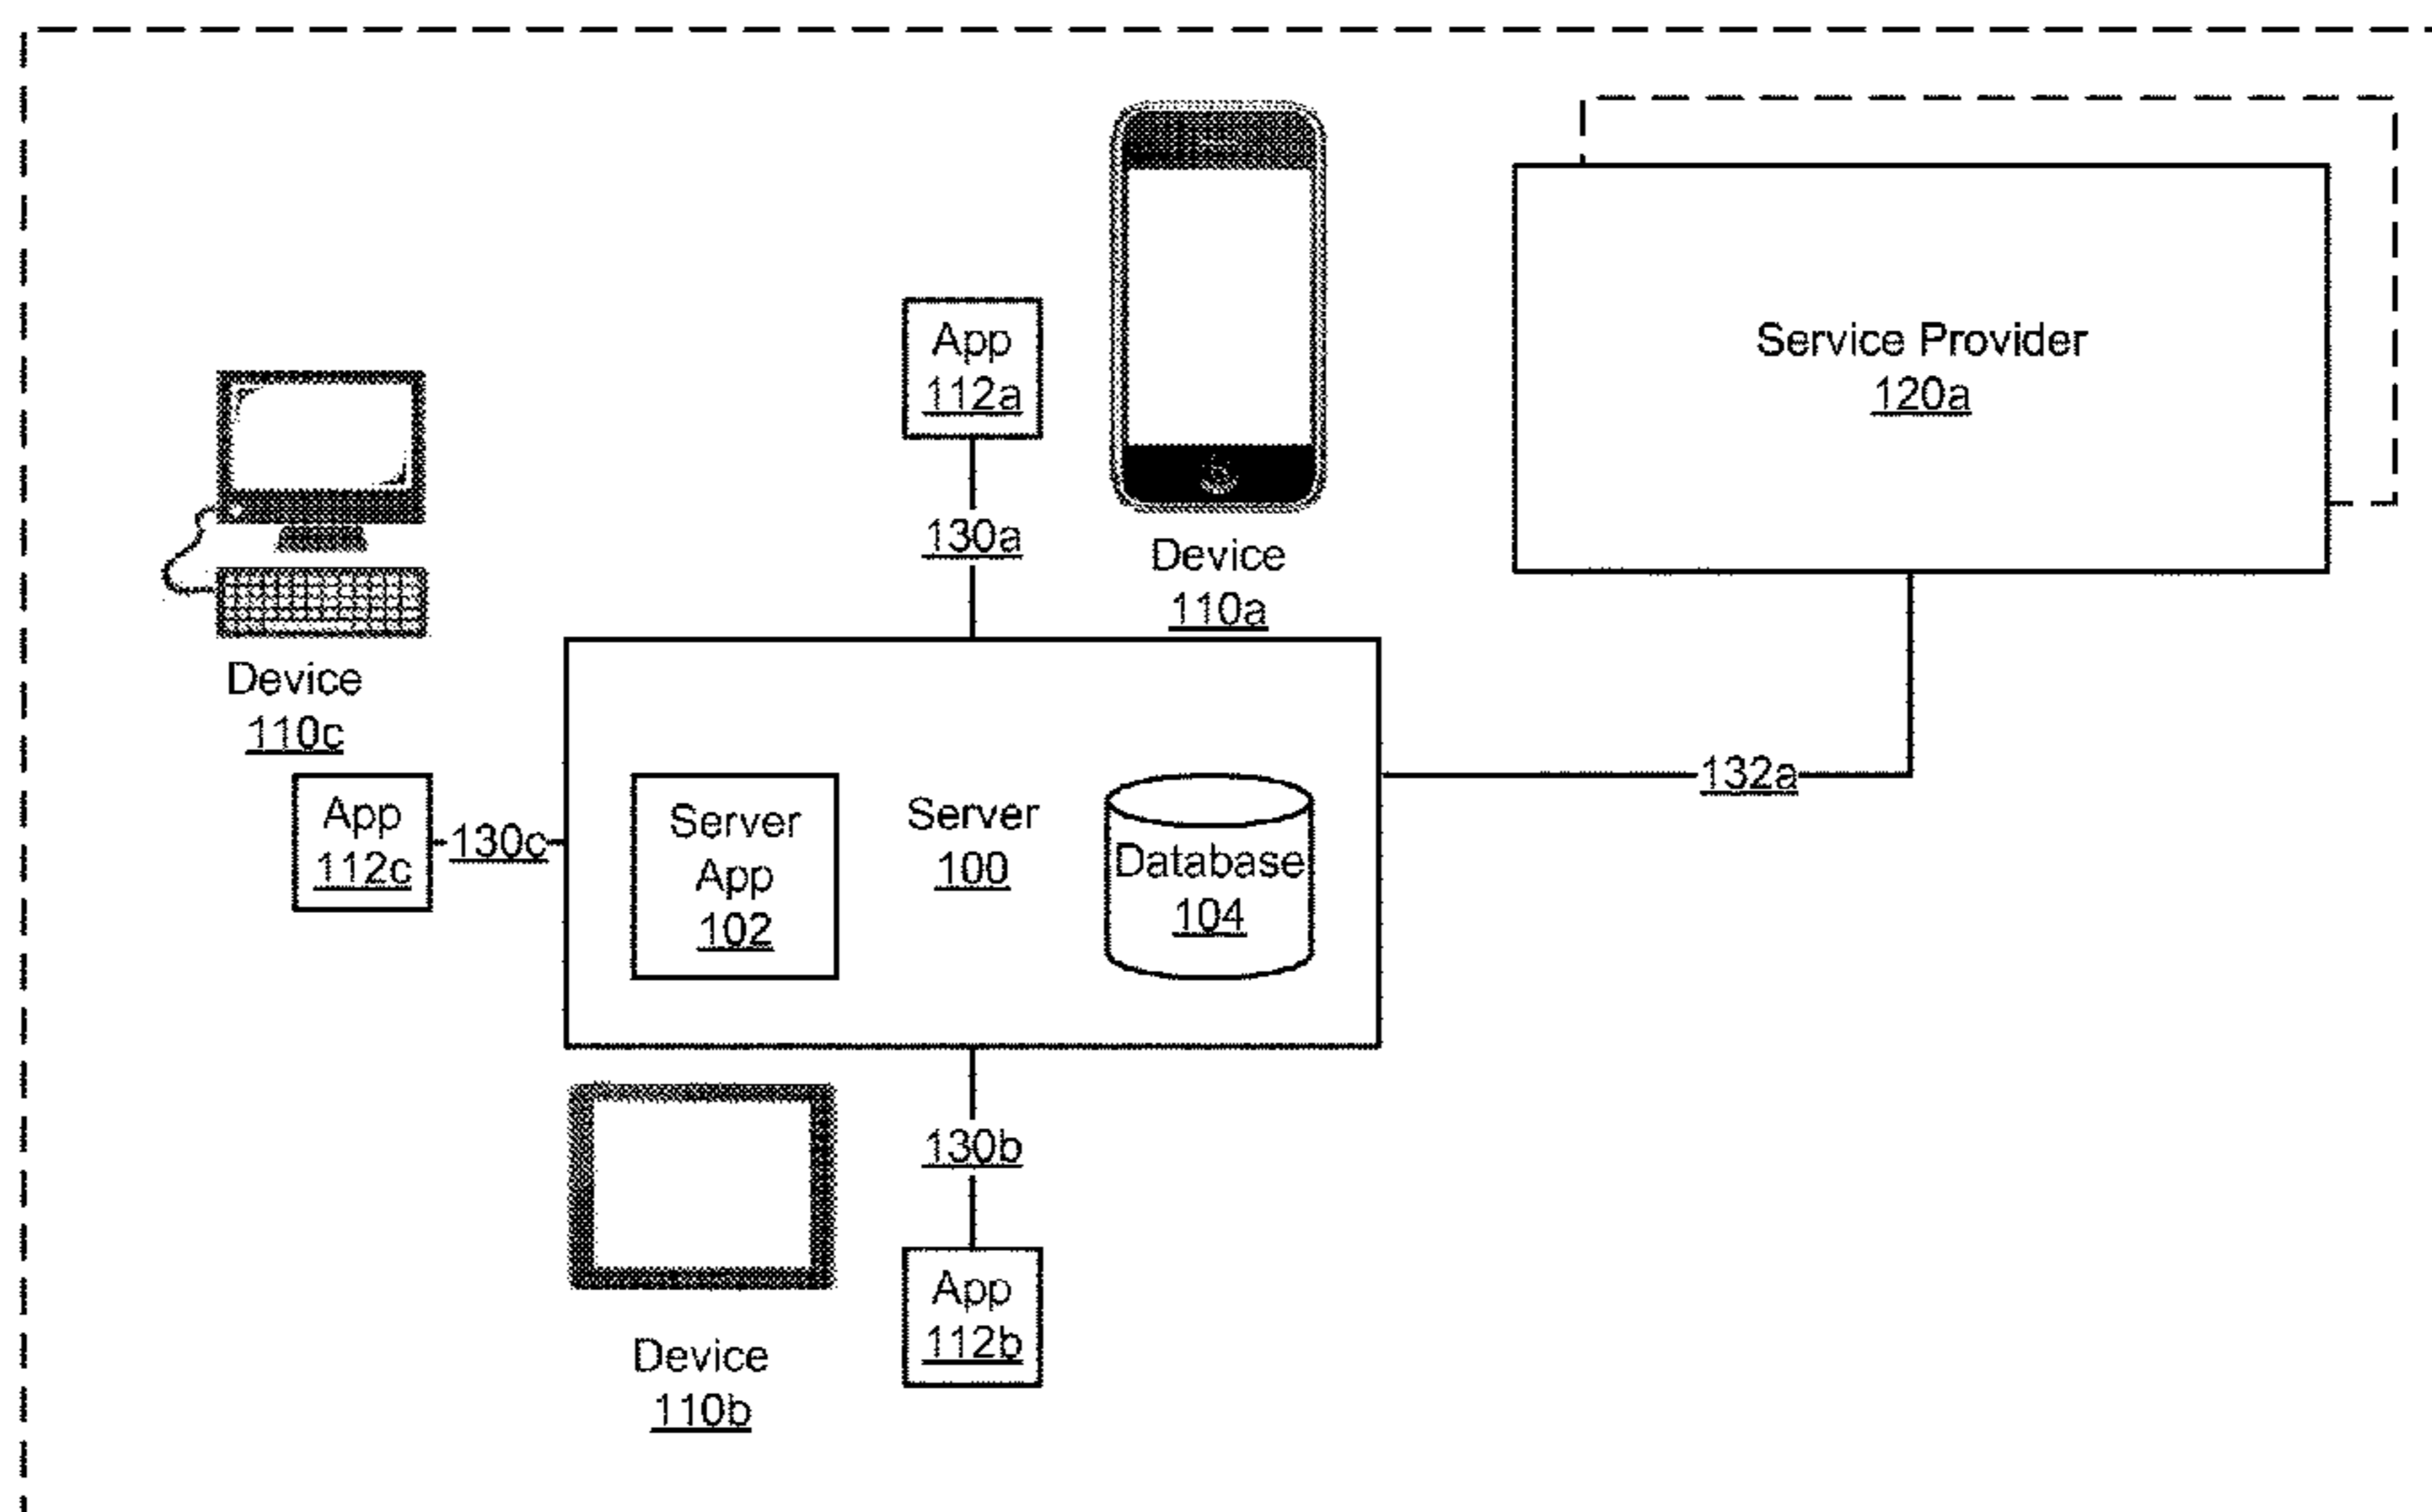 App
112a
Service Provider
120a
130a
Device
110a
Device
110c
132a
App
112c
130c
Server
App
102
Server
100
Database
104
130b
App
112b
Device
110b